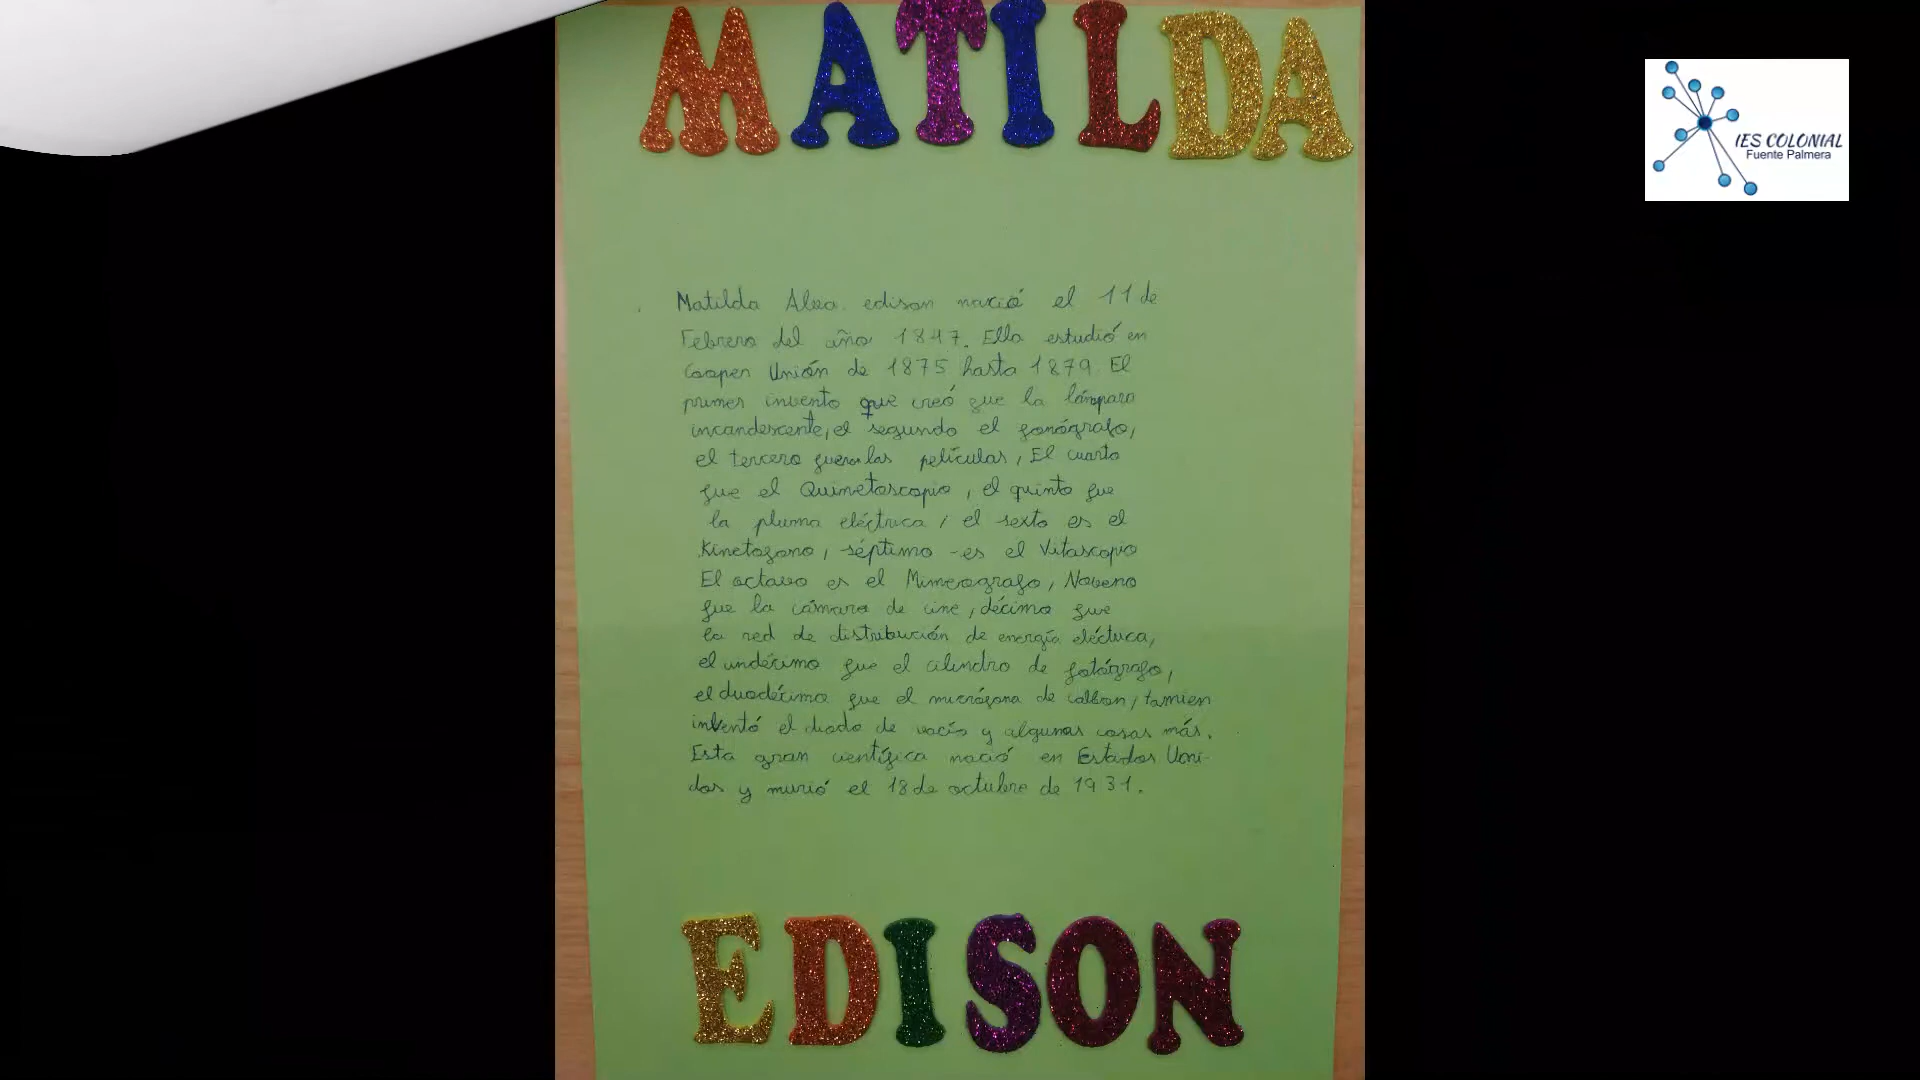 MATILDA
IES COLONIAL
Fuente Palmera
Matilda Alva edison nació el 11 de
Febrero del año 1847. Ella estudió en
Cooper Unión de 1875 hasta 1879. El
primer invento que creó fue la lámpara
incandescente, el segundo el fonógrafo,
el tercero fueron las películas, El cuarto
fue el Quinetoscopio, el quinto fue
la pluma eléctrica, el sexto es el
Kinetofono, séptimo es el Vitascopio
El octavo es el Mimeografo, Noveno
fue la cámara de cine, décimo fue
la red de distribución de energía eléctrica,
el undécimo fue el cilindro de fotógrafo,
el duodécimo fue el micrófono de carbon, tamien
inventó el diodo de vacío y algunas cosas más.
Esta gran científica nació en Estados Uni-
dos y murió el 18 de octubre de 1931.
EDISON